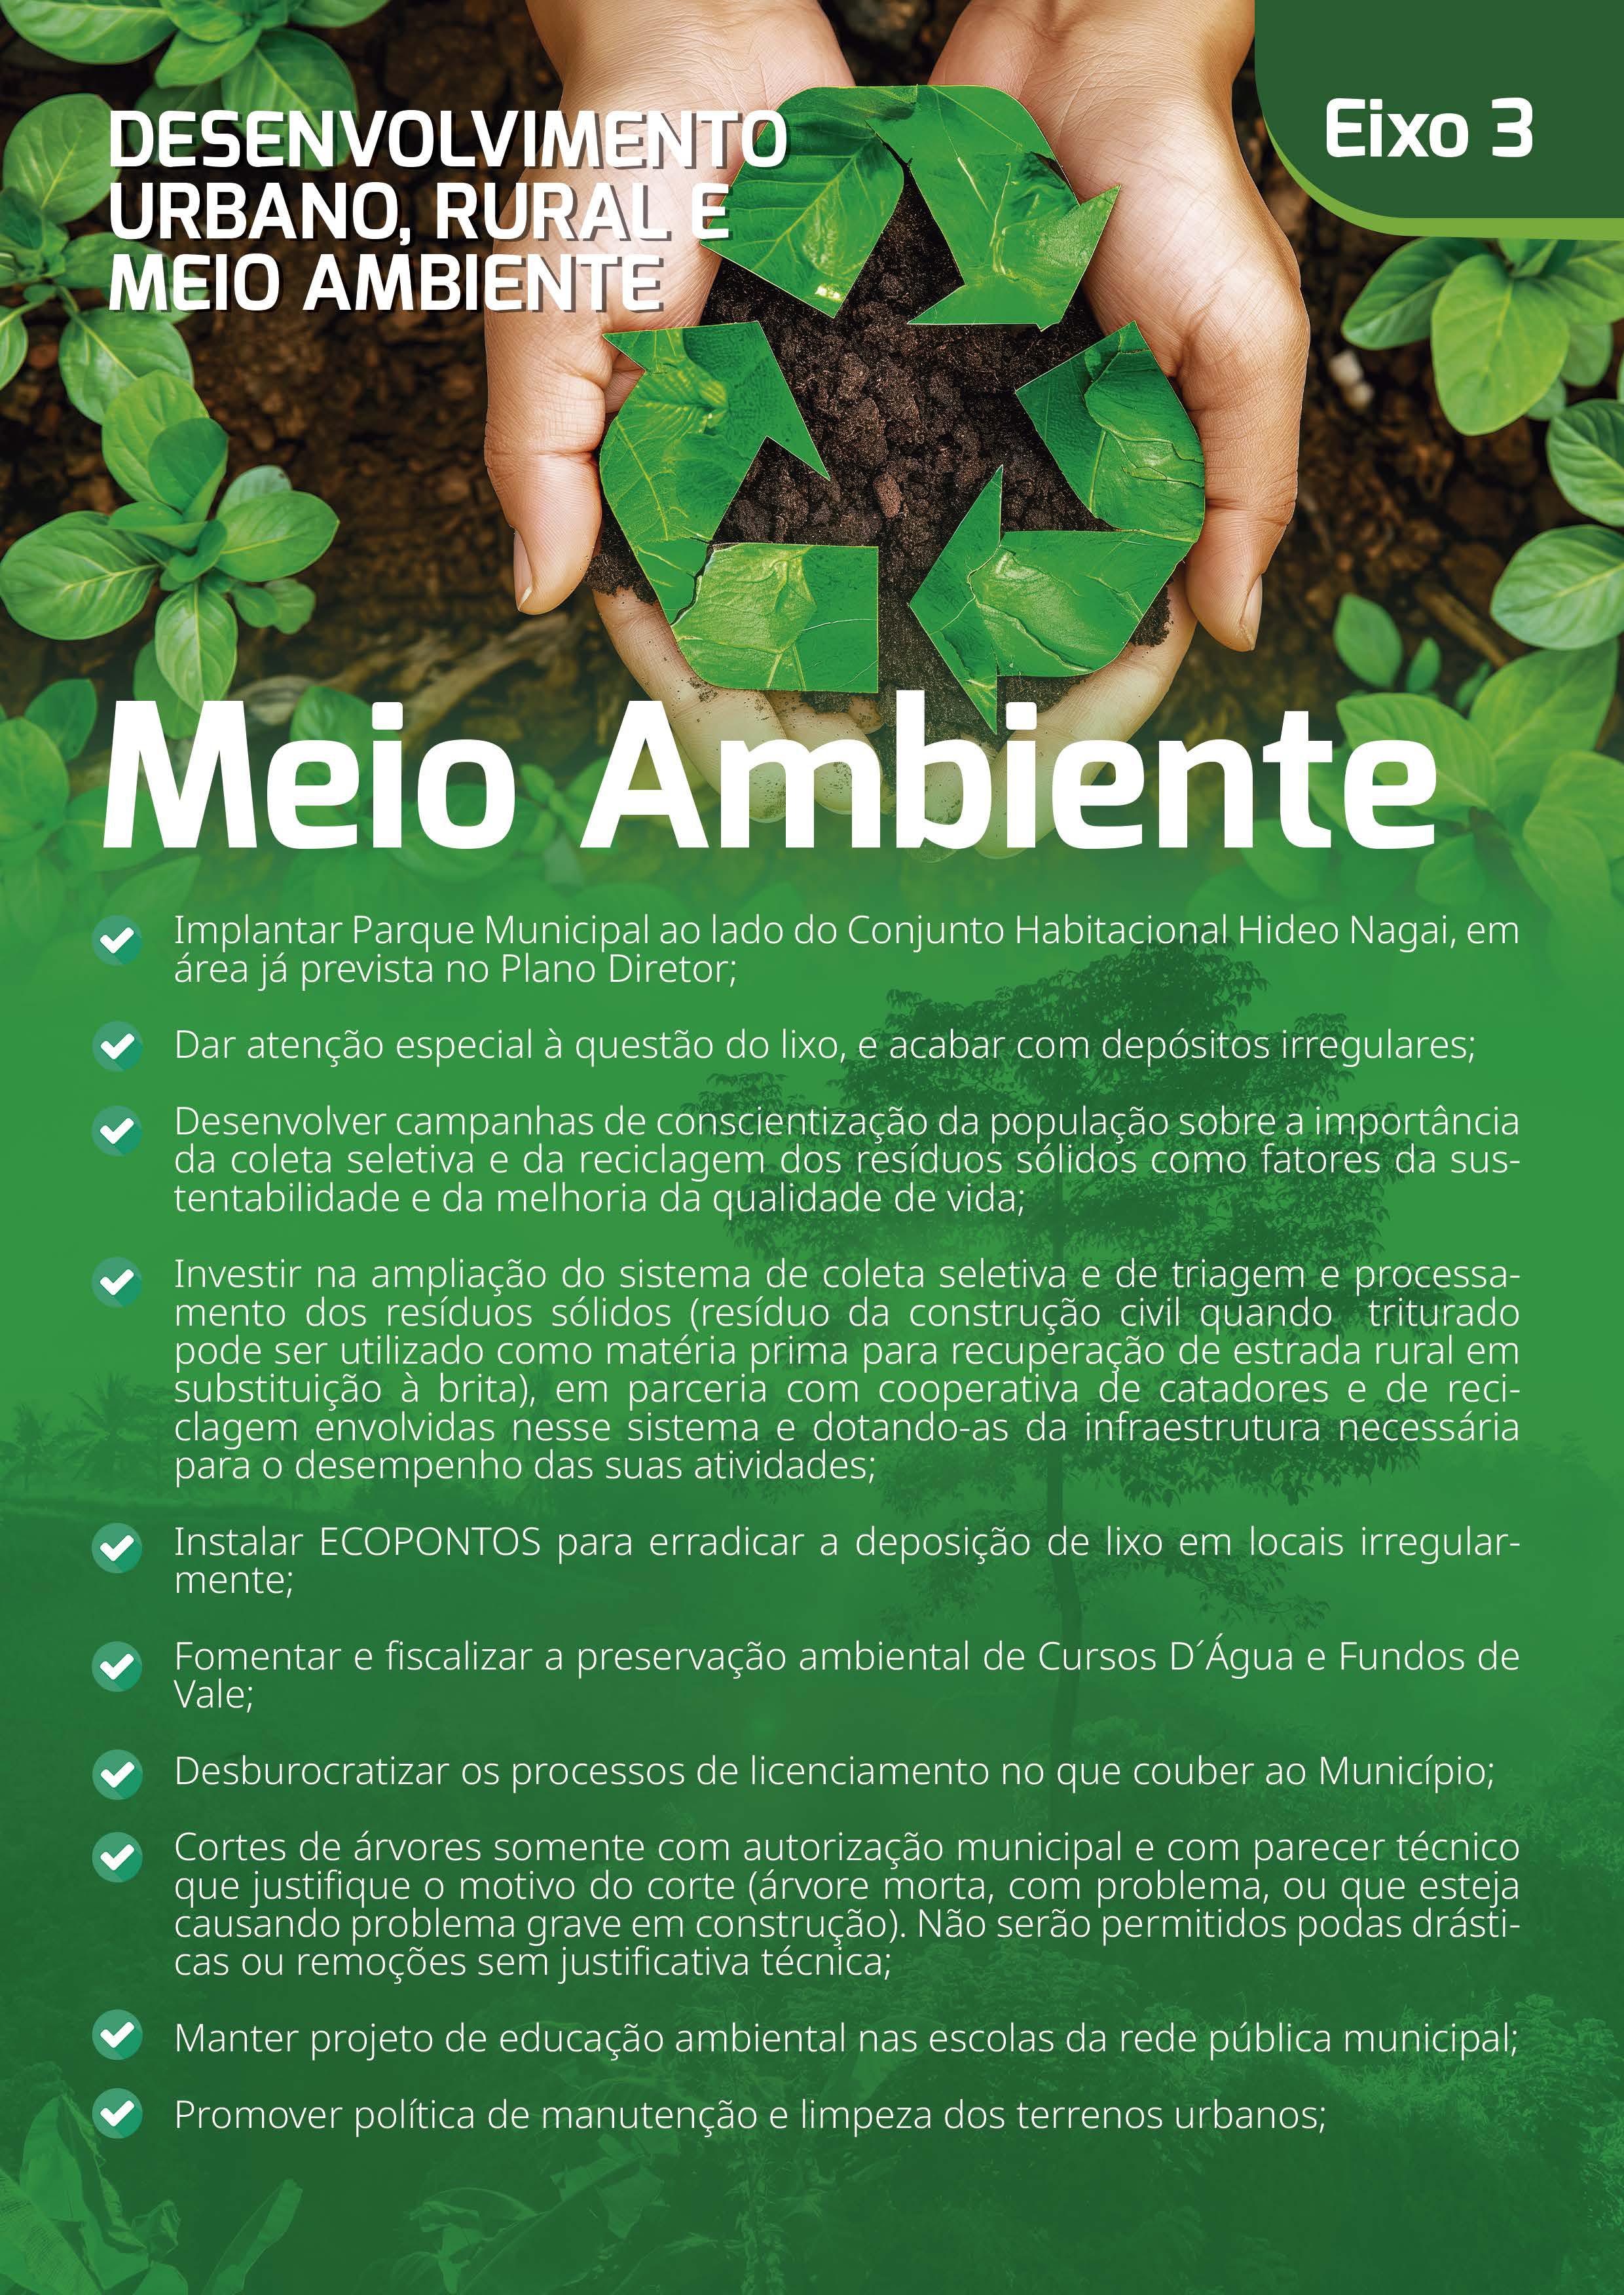 DESENVOLVIMENTO
URBANO, RURAL E
MEIO AMBIENTE
Eixo 3
Meio Ambiente
Implantar Parque Municipal ao lado do Conjunto Habitacional Hideo Nagai, em
área já prevista no Plano Diretor;
Dar atenção especial à questão do lixo, e acabar com depósitos irregulares;
Desenvolver campanhas de conscientização da população sobre a importância
da coleta seletiva e da reciclagem dos resíduos sólidos como fatores da sus-
tentabilidade e da melhoria da qualidade de vida;
Investir na ampliação do sistema de coleta seletiva e de triagem e processa-
mento dos resíduos sólidos (resíduo da construção civil quando triturado
pode ser utilizado como matéria prima para recuperação de estrada rural em
substituição à brita), em parceria com cooperativa de catadores e de reci-
clagem envolvidas nesse sistema e dotando-as da infraestrutura necessária
para o desempenho das suas atividades;
Instalar ECOPONTOS para erradicar a deposição de lixo em locais irregular-
mente;
Fomentar e fiscalizar a preservação ambiental de Cursos D´Água e Fundos de
Vale;
Desburocratizar os processos de licenciamento no que couber ao Município;
Cortes de árvores somente com autorização municipal e com parecer técnico
que justifique o motivo do corte (árvore morta, com problema, ou que esteja
causando problema grave em construção). Não serão permitidos podas drásti-
cas ou remoções sem justificativa técnica;
Manter projeto de educação ambiental nas escolas da rede pública municipal;
Promover política de manutenção e limpeza dos terrenos urbanos;